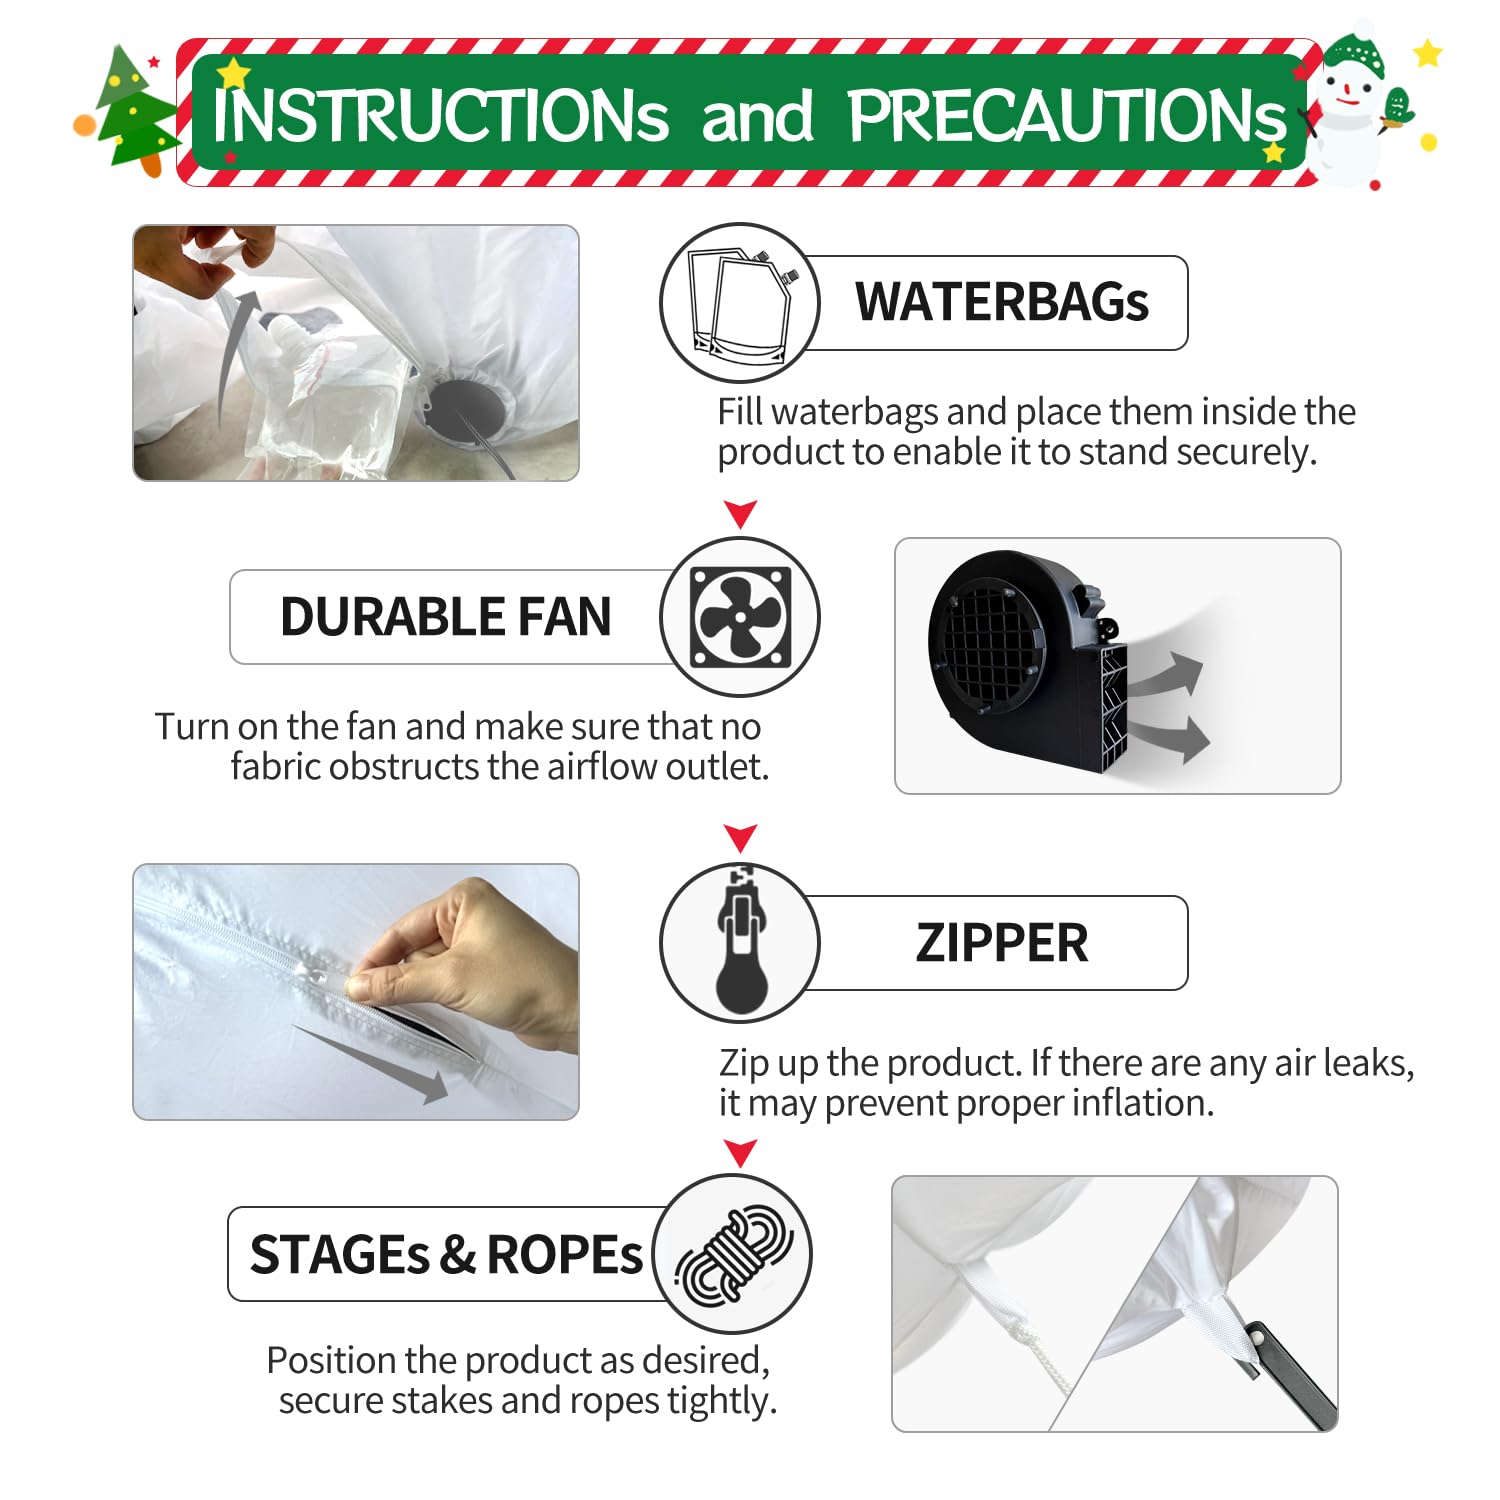 INSTRUCTIONs and PRECAUTIONs
WATERBAGs
Fill waterbags and place them inside the
product to enable it to stand securely.
DURABLE FAN
Turn on the fan and make sure that no
fabric obstructs the airflow outlet.
ZIPPER
Zip up the product. If there are any air leaks,
it may prevent proper inflation.
STAGEs & ROPEs
Position the product as desired,
secure stakes and ropes tightly.